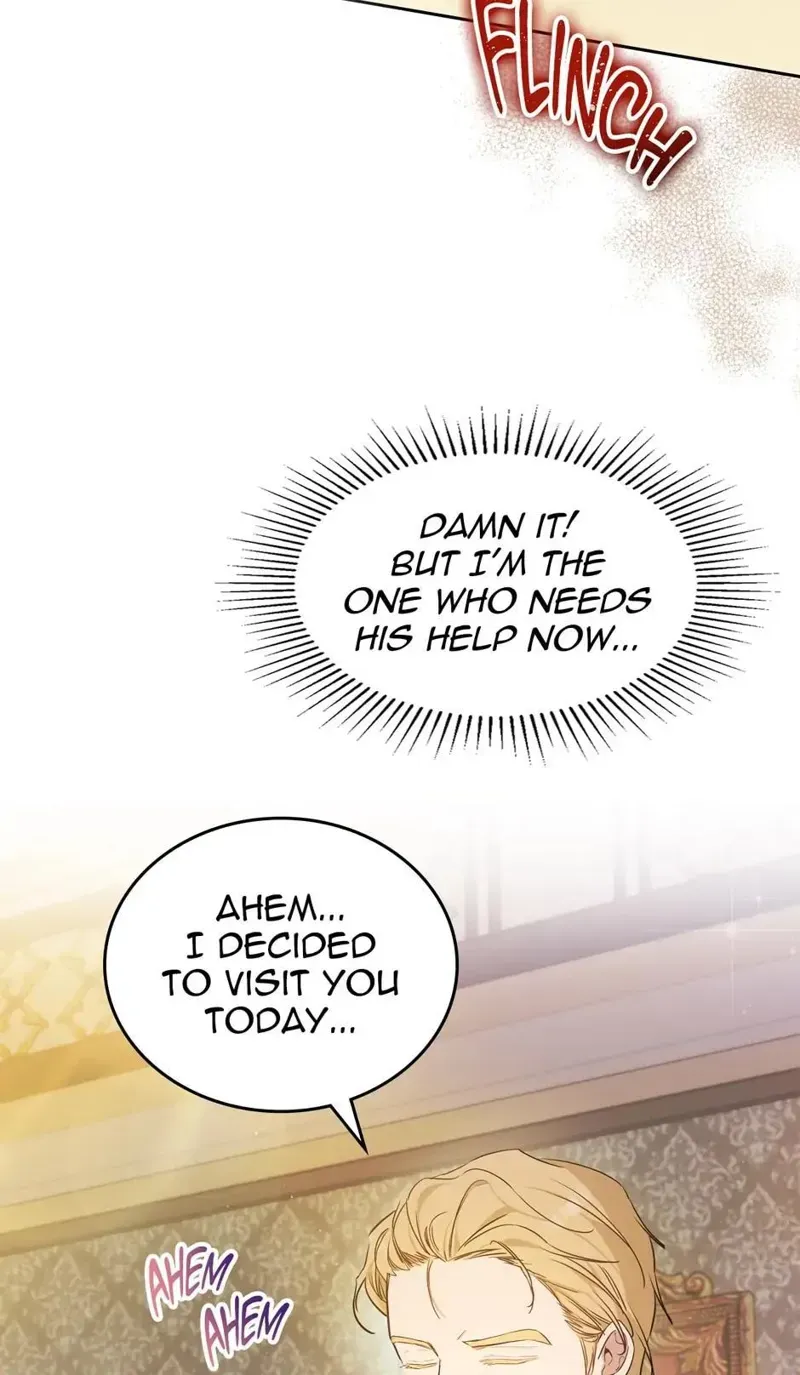 FLINCH
DAMN IT!
BUT I'M THE
ONE WHO NEEDS
HIS HELP NOW...
AHEM...
I DECIDED
TO VISIT YOU
TODAY...
AHEM
AHEM